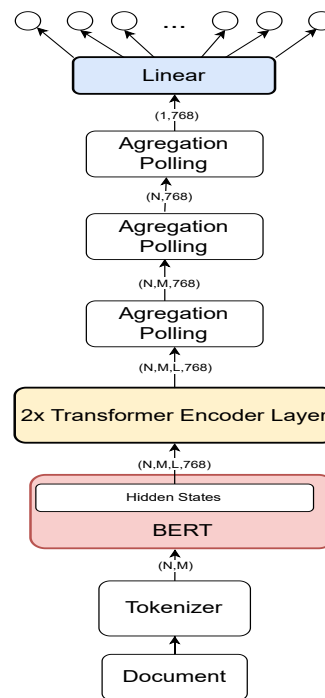 ...
Linear
(1,768)
Agregation
Polling
(N,768)
Agregation
Polling
(N,M,768)
Agregation
Polling
(N,M,L,768)
2x Transformer Encoder Layer
(N,M,L,768)
Hidden States
BERT
(N,M)
Tokenizer
Document